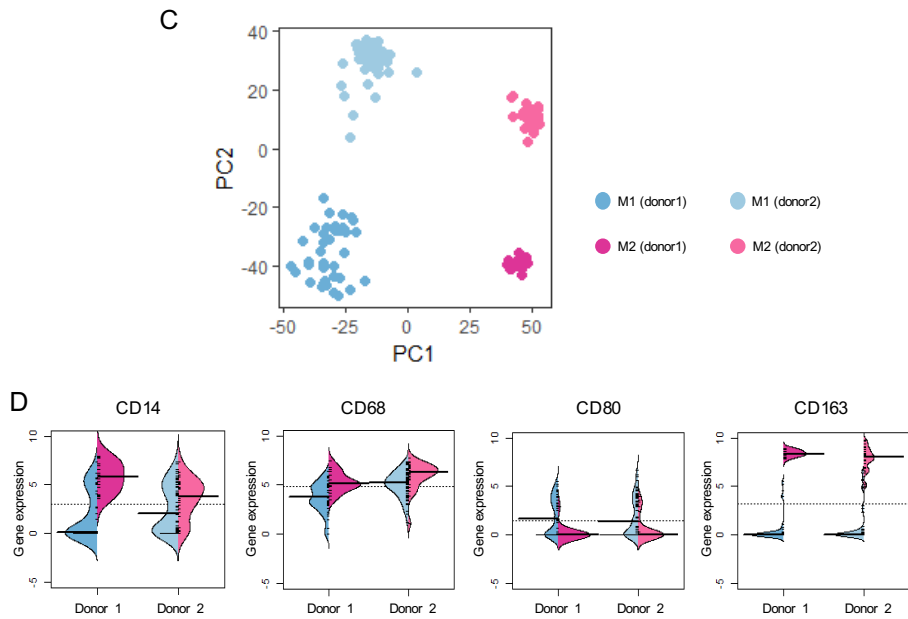 C
40
20
0
-20
-40
PC2
-50 -25 0 25 50
PC1
M1 (donor1) M1 (donor2)
M2 (donor1) M2 (donor2)
D
CD14 CD68 CD80 CD163
Gene expression
10
5
0
-5
Donor 1 Donor 2
Gene expression
10
5
0
-5
Donor 1 Donor 2
Gene expression
10
5
0
-5
Donor 1 Donor 2
Gene expression
10
5
0
-5
Donor 1 Donor 2